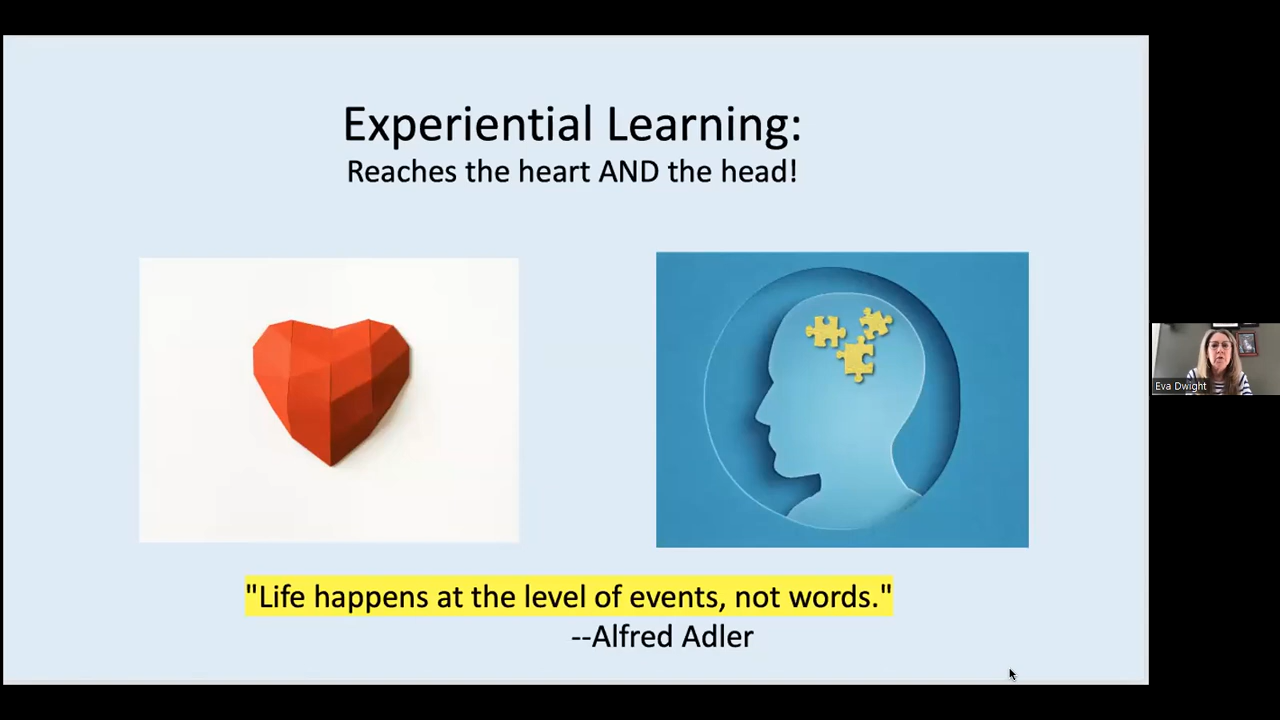 Experiential Learning:
Reaches the heart AND the head!
"Life happens at the level of events, not words."
--Alfred Adler
Eva Dwight